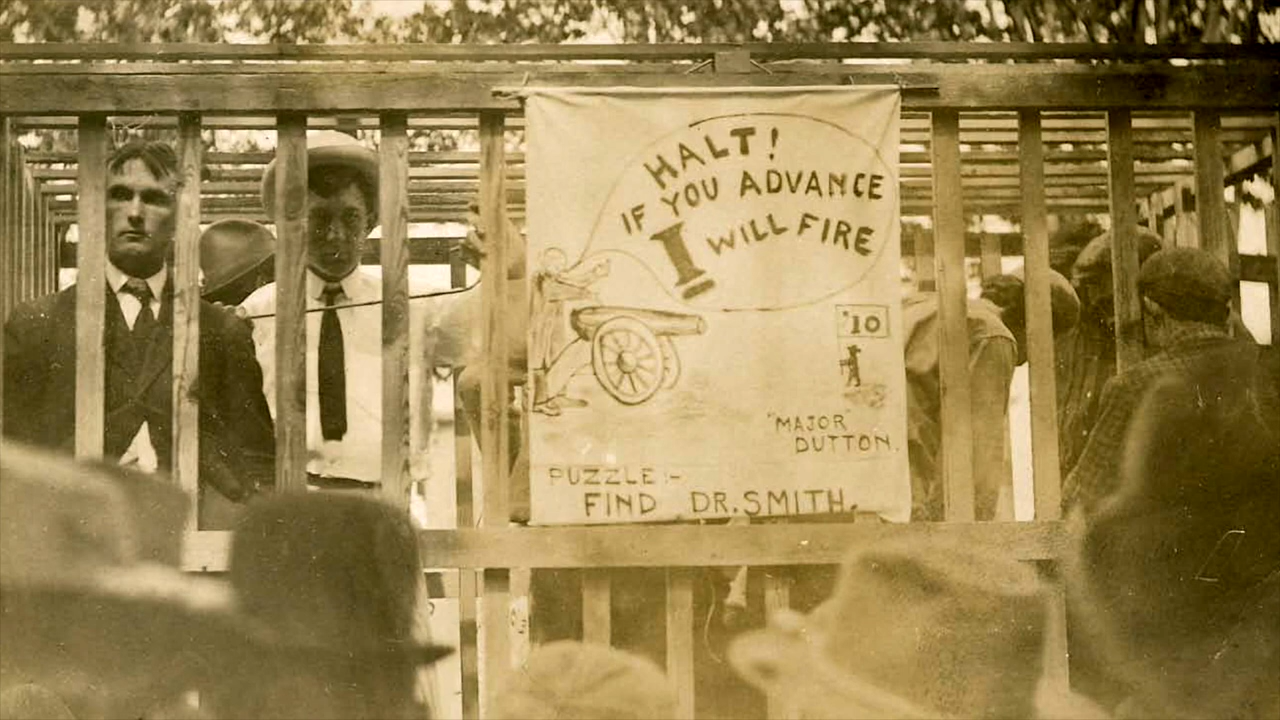 HALT!
IF YOU ADVANCE
I WILL FIRE
'10
"MAJOR"
DUTTON.
PUZZLE:-
FIND DR. SMITH.